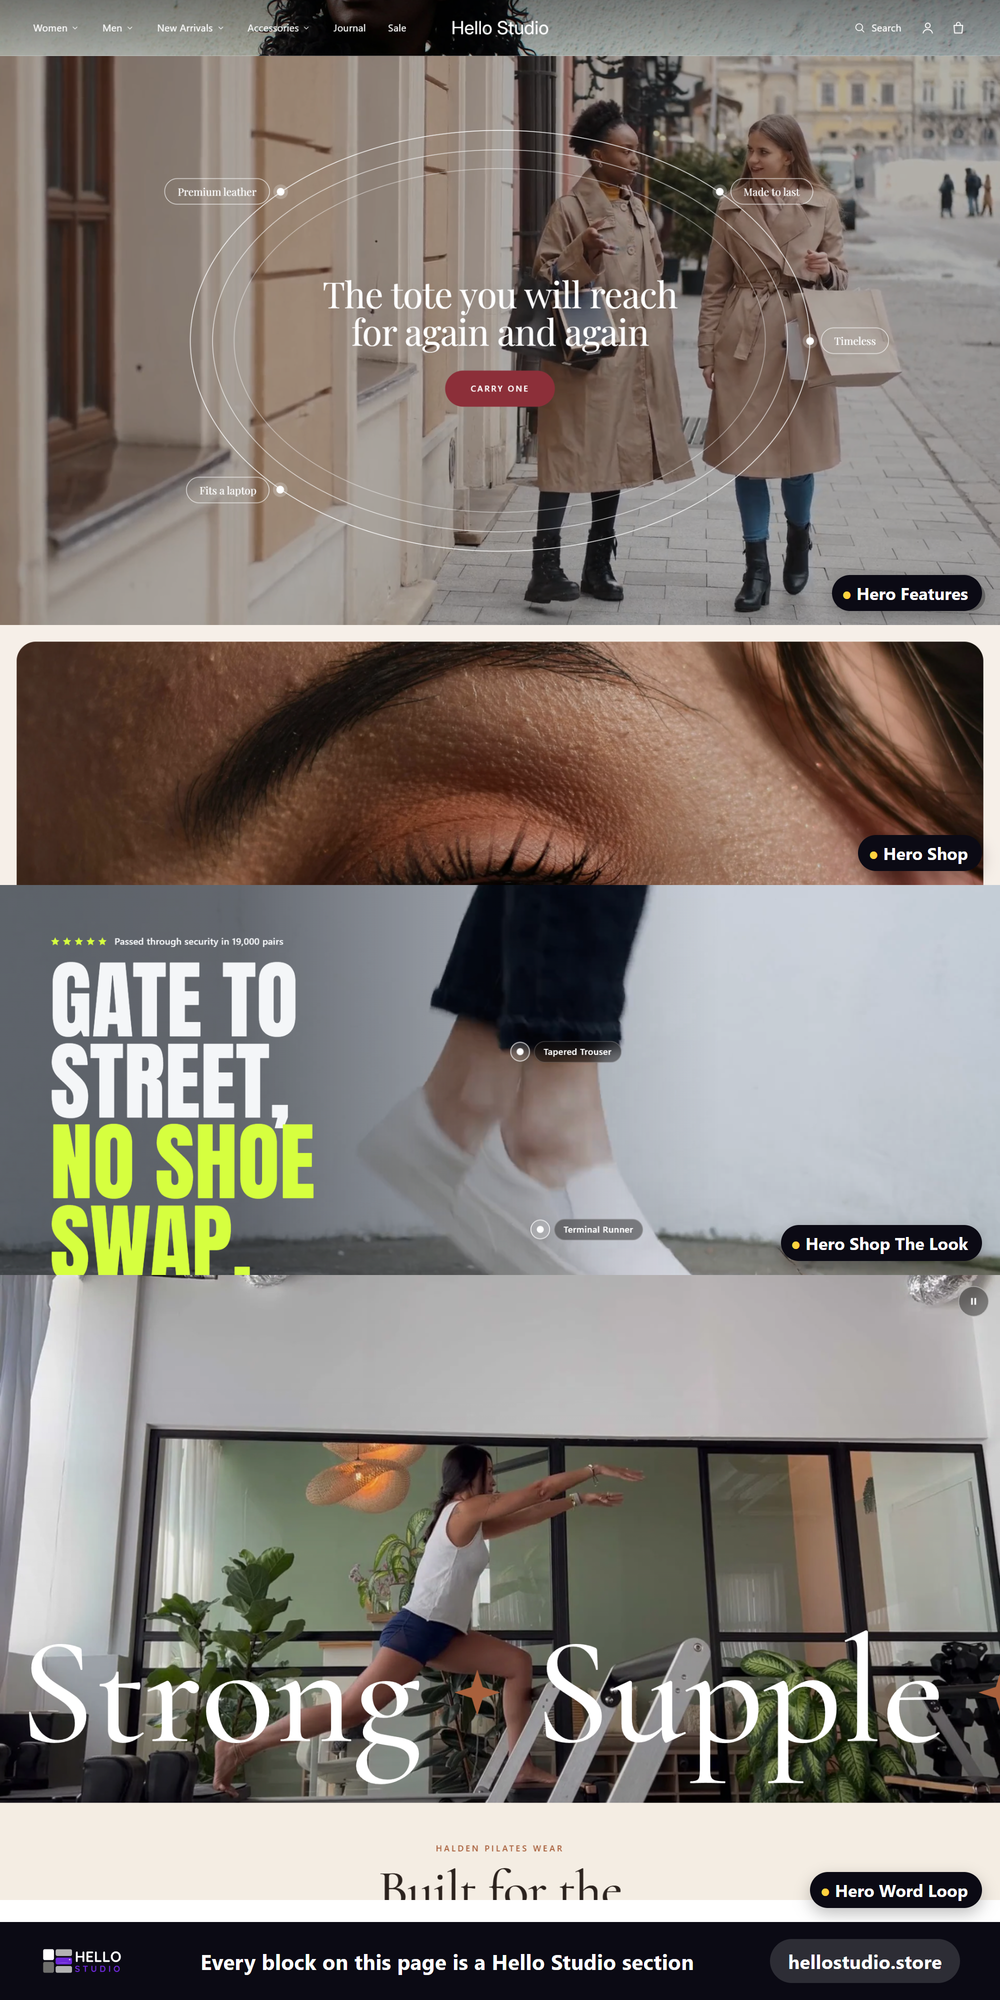 Women Men New Arrivals Accessories Journal Sale Hello Studio Search
Premium leather
Made to last
The tote you will reach
for again and again
Timeless
CARRY ONE
Fits a laptop
Hero Features
Hero Shop
Passed through security in 19,000 pairs
GATE TO
STREET,
NO SHOE
SWAP.
Tapered Trouser
Terminal Runner
Hero Shop The Look
Strong Supple
HALDEN PILATES WEAR
Built for the
Hero Word Loop
HELLO
STUDIO
Every block on this page is a Hello Studio section
hellostudio.store